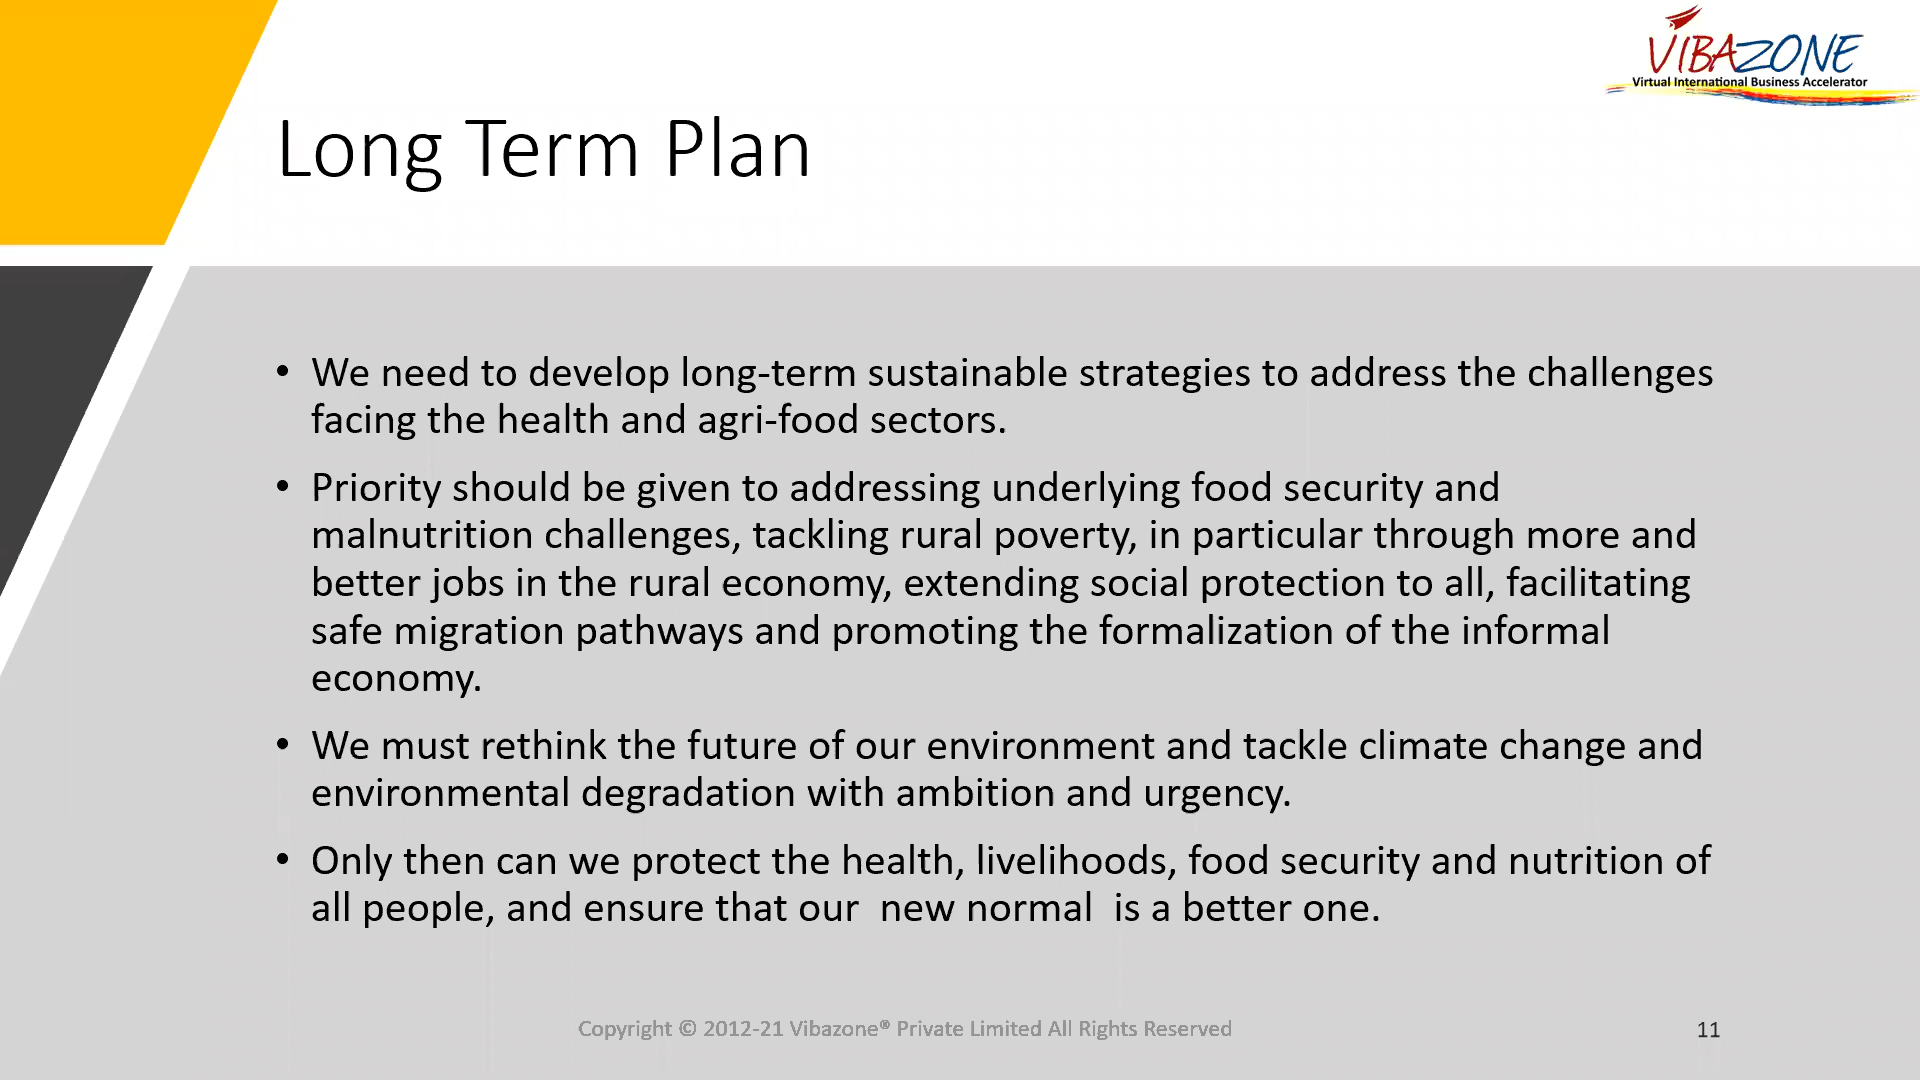 VIBAZONE
Virtual International Business Accelerator
Long Term Plan
• We need to develop long-term sustainable strategies to address the challenges
facing the health and agri-food sectors.
• Priority should be given to addressing underlying food security and
malnutrition challenges, tackling rural poverty, in particular through more and
better jobs in the rural economy, extending social protection to all, facilitating
safe migration pathways and promoting the formalization of the informal
economy.
• We must rethink the future of our environment and tackle climate change and
environmental degradation with ambition and urgency.
• Only then can we protect the health, livelihoods, food security and nutrition of
all people, and ensure that our  new normal  is a better one.
Copyright © 2012-21 Vibazone® Private Limited All Rights Reserved
11